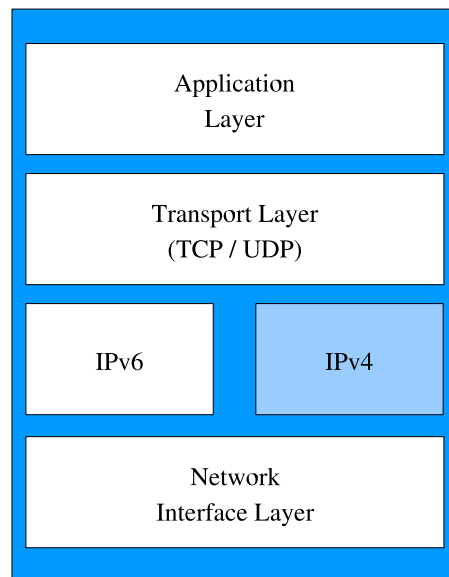 Application
Layer
Transport Layer
(TCP / UDP)
IPv6
IPv4
Network
Interface Layer